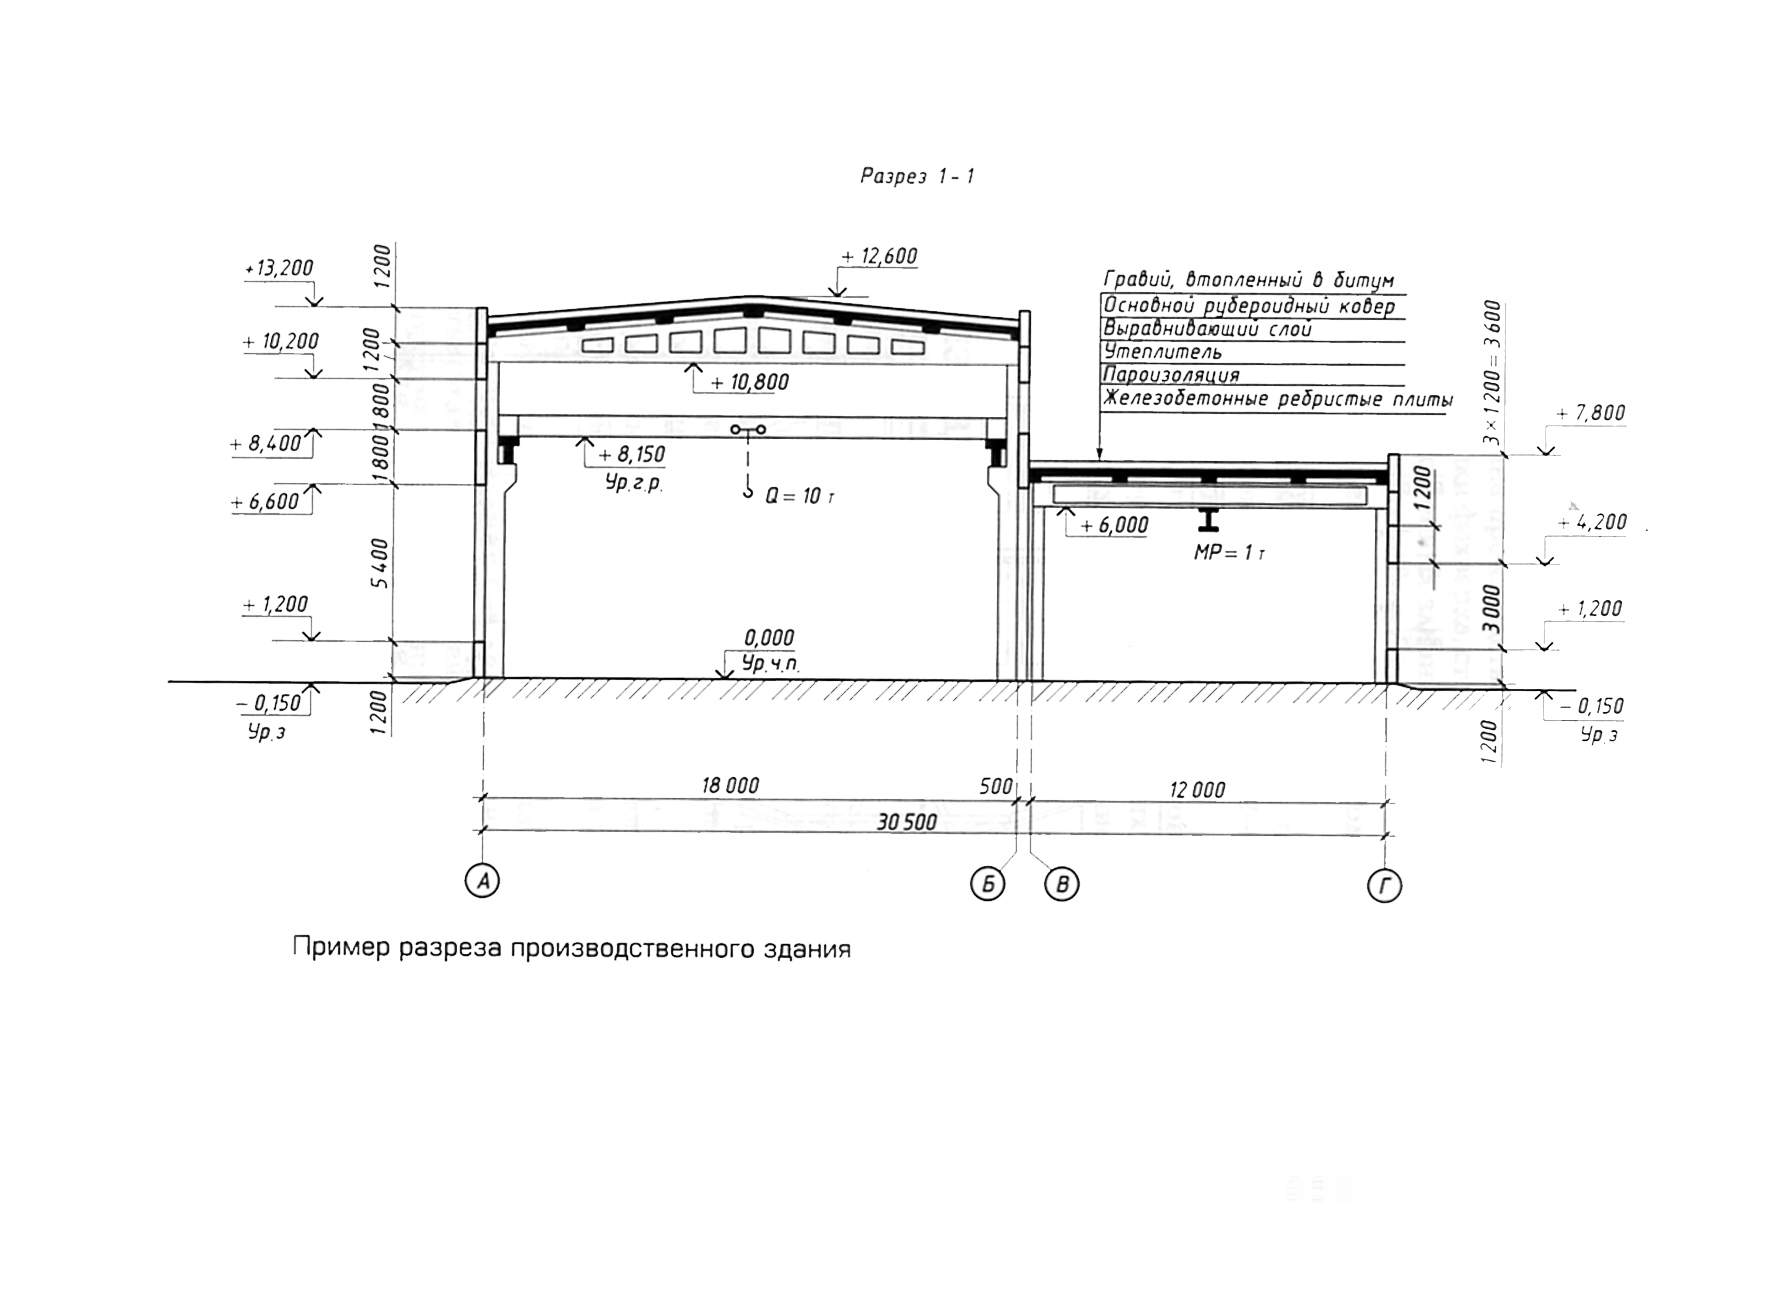 Разрез 1-1
+13,200
1200
+12,600
Гравий, втопленный в битум
Основной рубероидный ковер
Выравнивающий слой
Утеплитель
Пароизоляция
Железобетонные ребристые плиты
3×1200=3600
+10,200
1200
+10,800
1800
+7,800
+8,400
1800
+8,150
Ур.г.р.
+6,600
Q=10 т
1200
+6,000
+4,200
МР=1 т
5400
+1,200
0,000
Ур.ч.п.
3000
+1,200
-0,150
Ур.з
1200
-0,150
Ур.з
1200
18 000
500
12 000
30 500
А
Б
В
Г
Пример разреза производственного здания